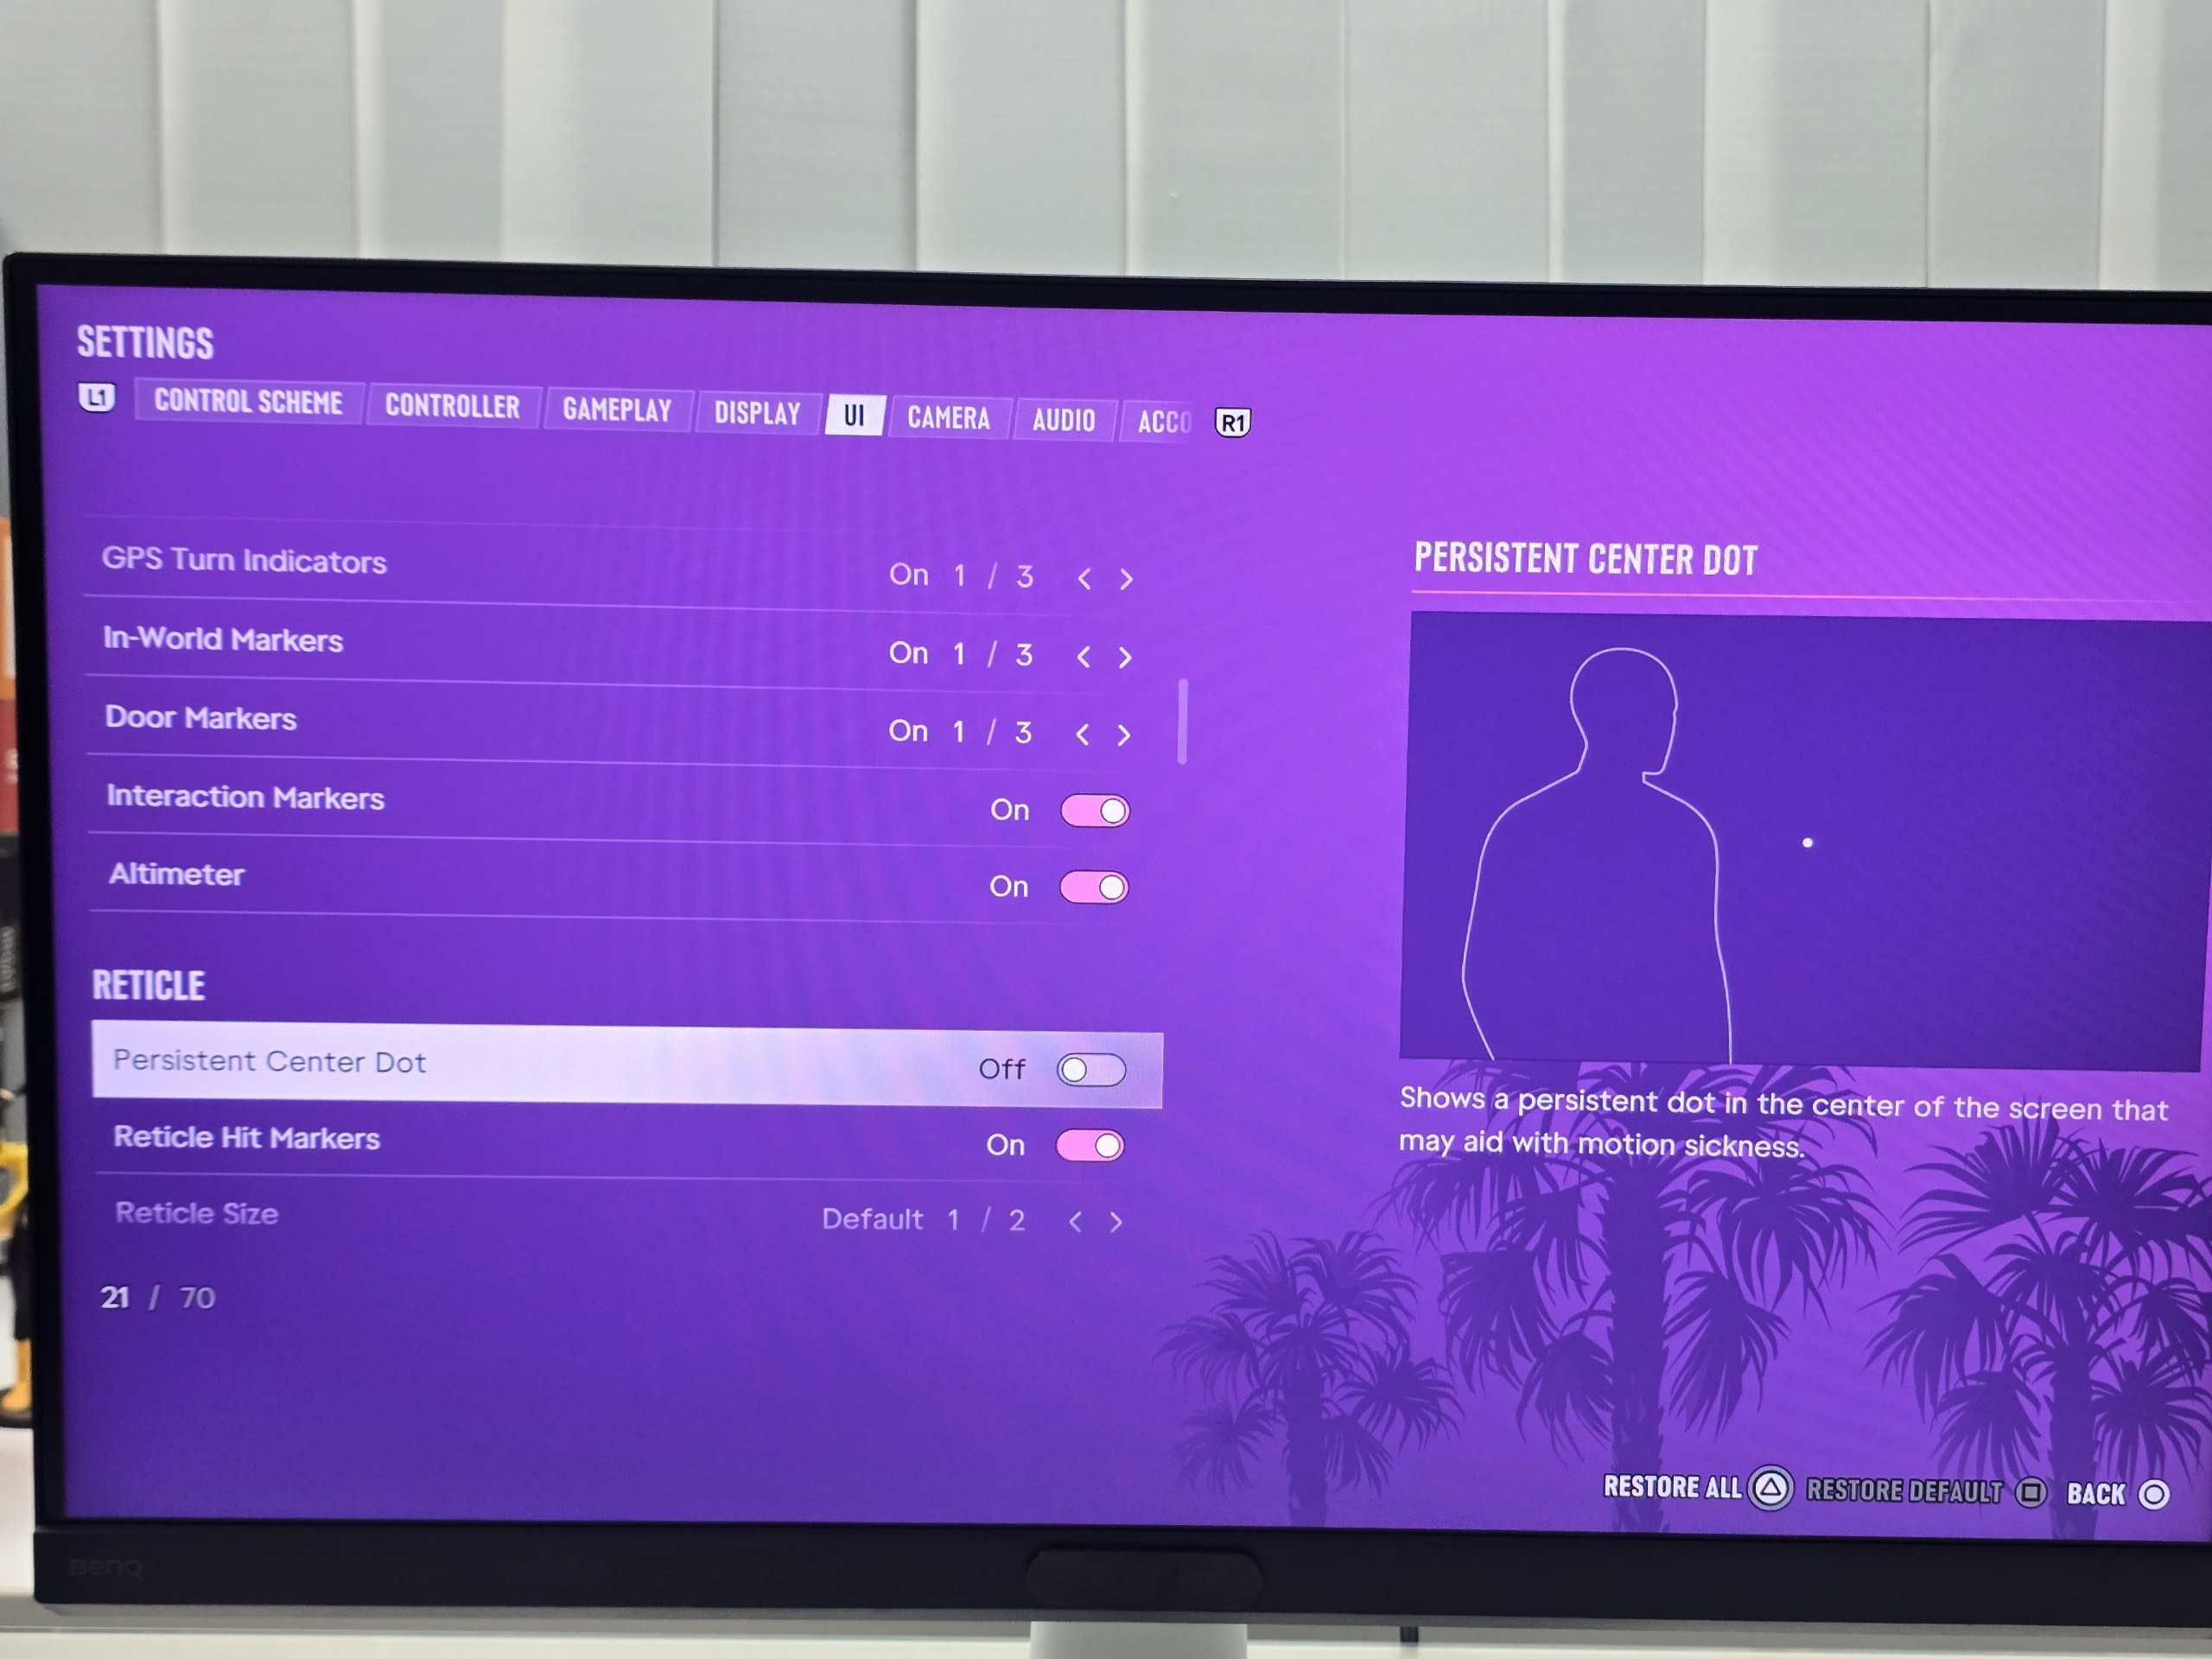 SETTINGS
L1 CONTROL SCHEME CONTROLLER GAMEPLAY DISPLAY UI CAMERA AUDIO ACCO R1
GPS Turn Indicators On 1 / 3 < >
In-World Markers On 1 / 3 < >
Door Markers On 1 / 3 < >
Interaction Markers On
Altimeter On
RETICLE
Persistent Center Dot Off
Reticle Hit Markers On
Reticle Size Default 1 / 2 < >
21 / 70
PERSISTENT CENTER DOT
Shows a persistent dot in the center of the screen that
may aid with motion sickness.
RESTORE ALL RESTORE DEFAULT BACK
BenQ